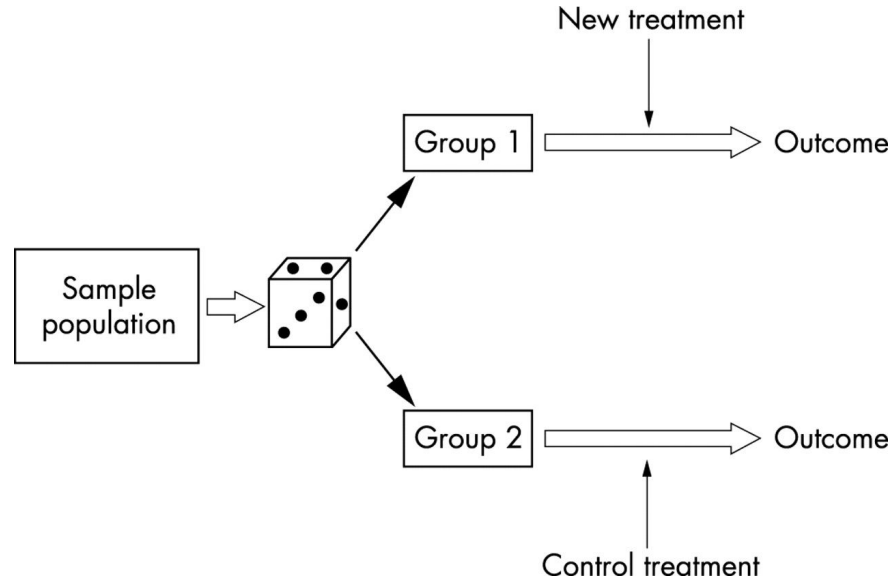 New treatment
Group 1
Outcome
Sample
population
Group 2
Outcome
Control treatment